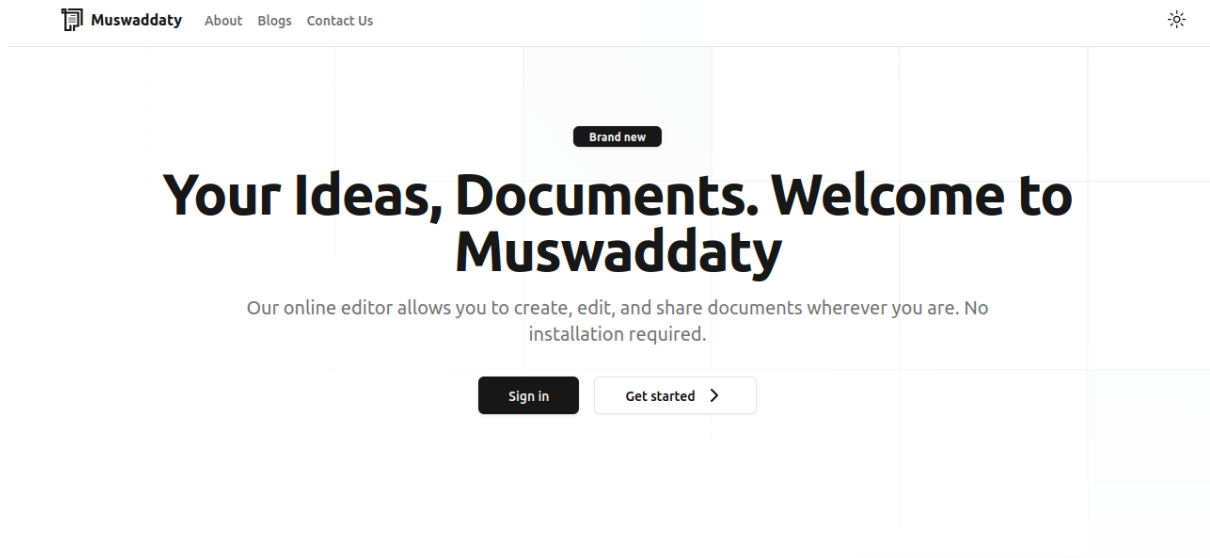 Muswaddaty About Blogs Contact Us
Brand new
Your Ideas, Documents. Welcome to
Muswaddaty
Our online editor allows you to create, edit, and share documents wherever you are. No
installation required.
Sign in Get started